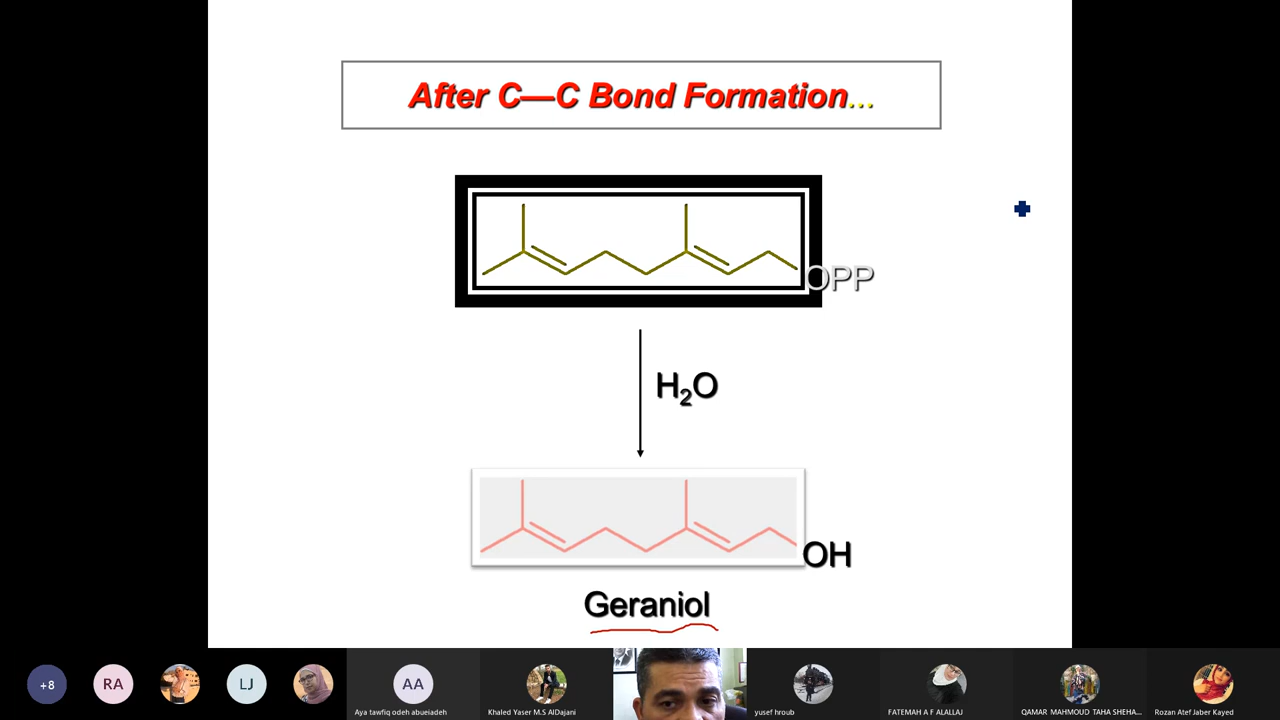 After C—C Bond Formation...
OPP
H₂O
OH
Geraniol
+8
RA
LJ
AA
Aya tawfiq odeh abueiadeh
Khaled Yaser M.S AlDajani
yusef hroub
FATEMAH A F ALALLAJ
QAMAR MAHMOUD TAHA SHEHA...
Rozan Atef Jaber Kayed